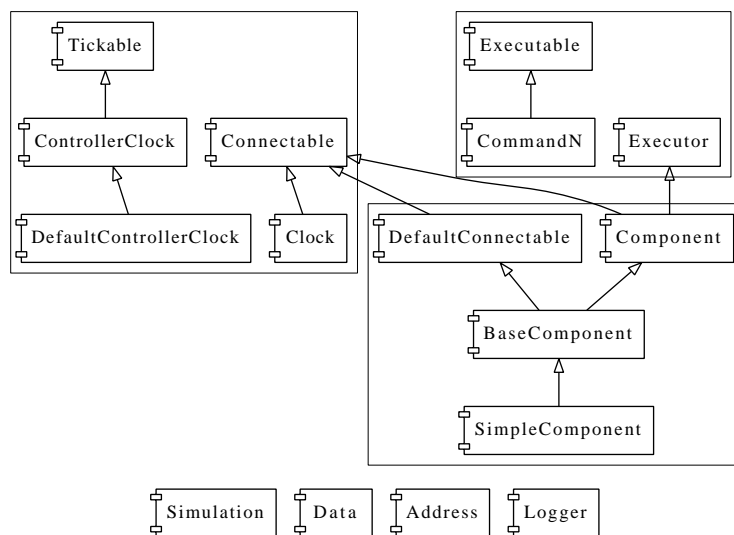 Tickable
Executable
ControllerClock
Connectable
CommandN
Executor
DefaultControllerClock
Clock
DefaultConnectable
Component
BaseComponent
SimpleComponent
Simulation
Data
Address
Logger